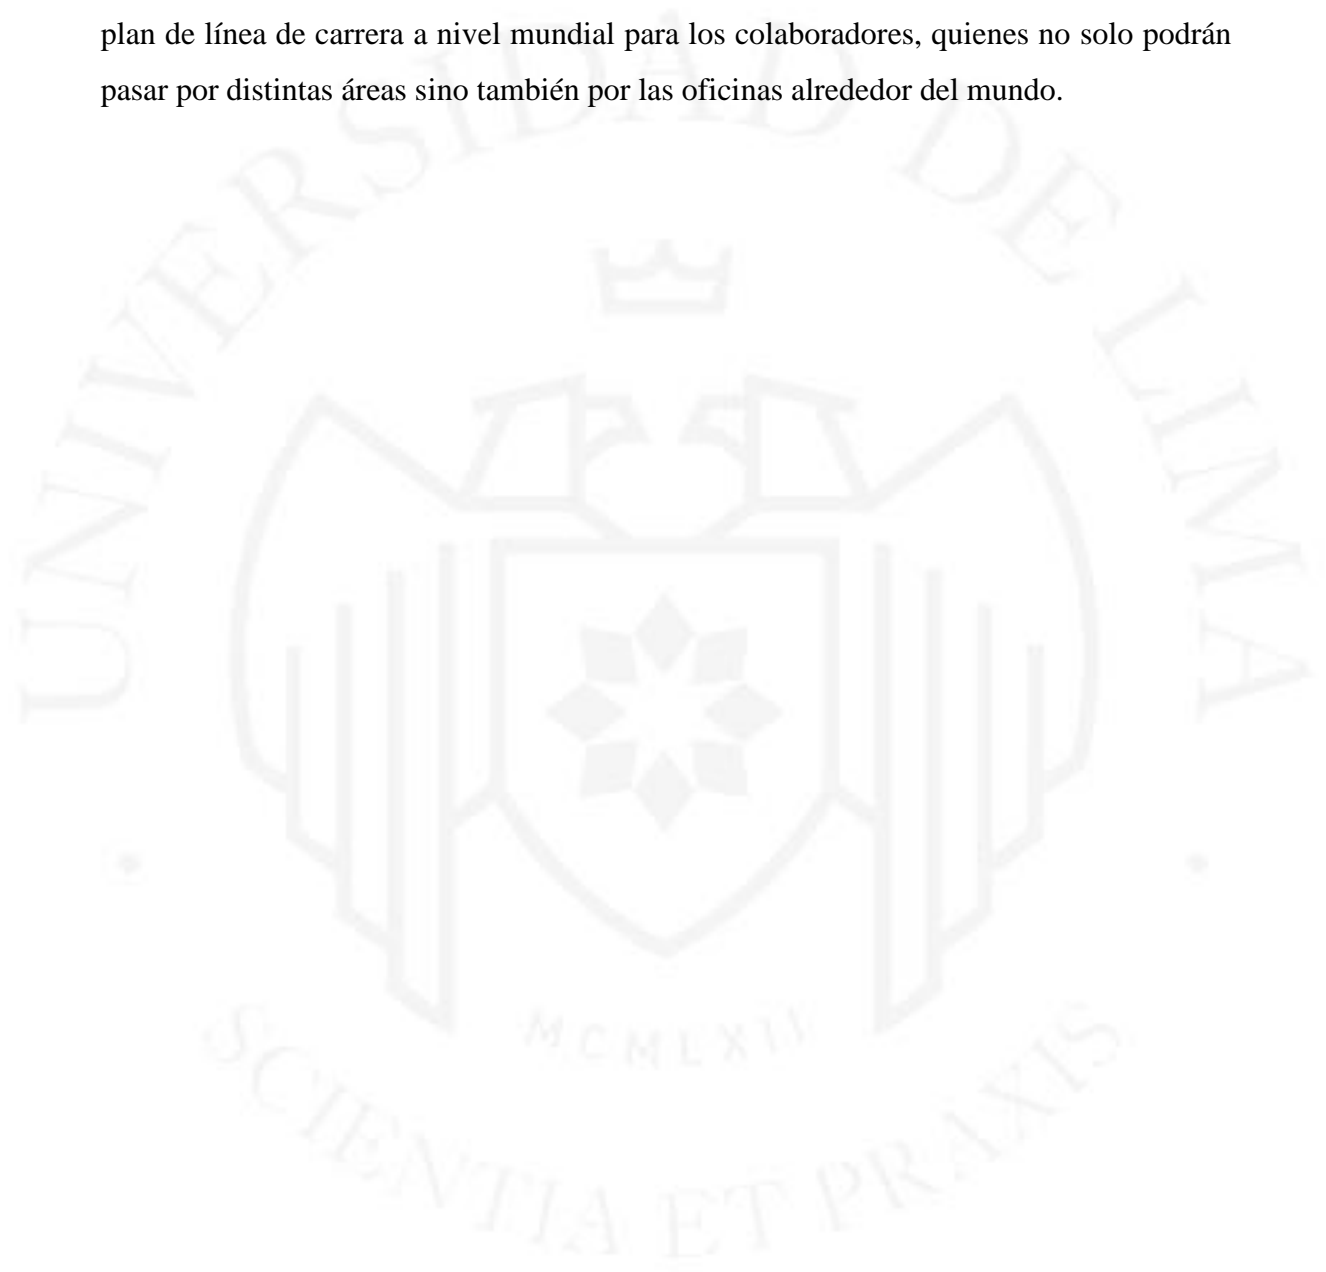 plan de línea de carrera a nivel mundial para los colaboradores, quienes no solo podrán
pasar por distintas áreas sino también por las oficinas alrededor del mundo.
UNIVERSIDAD DE LIMA
MCMLXII
SCIENTIA ET PRAXIS